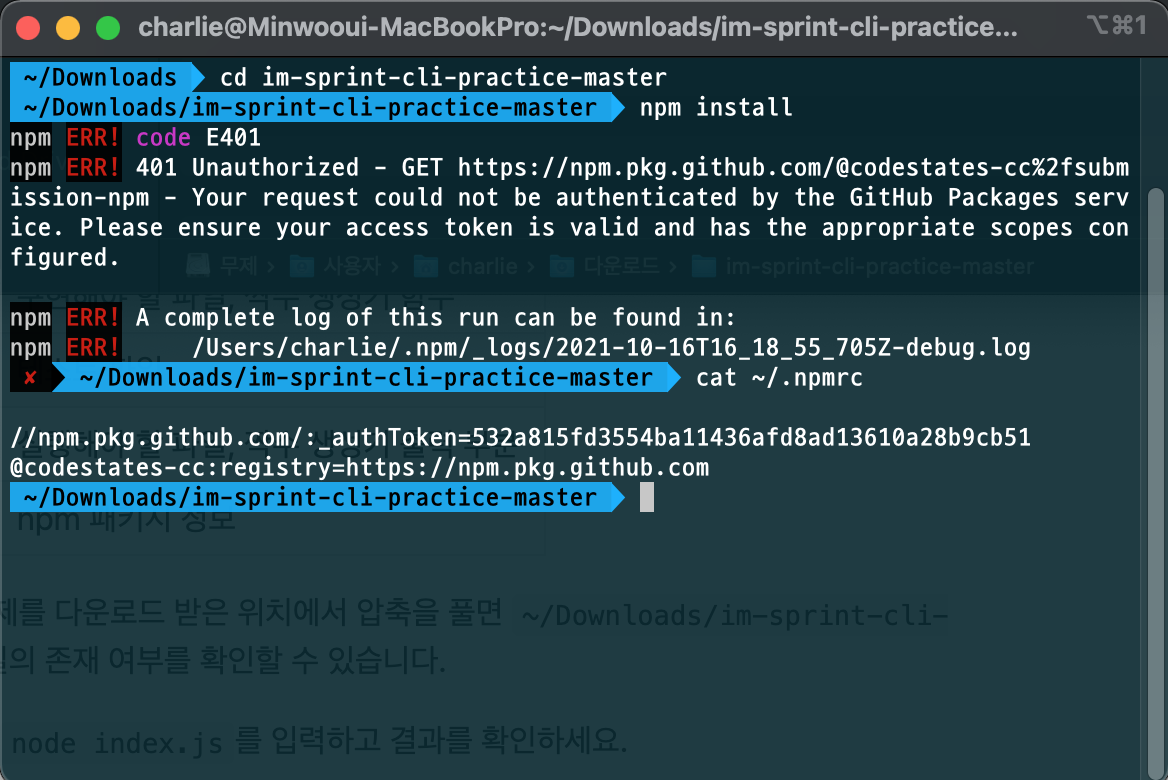 charlie@Minwooui-MacBookPro:~/Downloads/im-sprint-cli-practice...
⌥⌘1
~/Downloads cd im-sprint-cli-practice-master
~/Downloads/im-sprint-cli-practice-master npm install
npm ERR! code E401
npm ERR! 401 Unauthorized - GET https://npm.pkg.github.com/@codestates-cc%2fsubm
ission-npm - Your request could not be authenticated by the GitHub Packages serv
ice. Please ensure your access token is valid and has the appropriate scopes con
figured.
무제 › 사용자 › charlie › 다운로드 › im-sprint-cli-practice-master
npm ERR! A complete log of this run can be found in:
npm ERR!     /Users/charlie/.npm/_logs/2021-10-16T16_18_55_705Z-debug.log
✘ ~/Downloads/im-sprint-cli-practice-master cat ~/.npmrc
//npm.pkg.github.com/:_authToken=532a815fd3554ba11436afd8ad13610a28b9cb51
@codestates-cc:registry=https://npm.pkg.github.com
~/Downloads/im-sprint-cli-practice-master
npm 패키지 정보
제를 다운로드 받은 위치에서 압축을 풀면 ~/Downloads/im-sprint-cli-
의 존재 여부를 확인할 수 있습니다.
node index.js 를 입력하고 결과를 확인하세요.